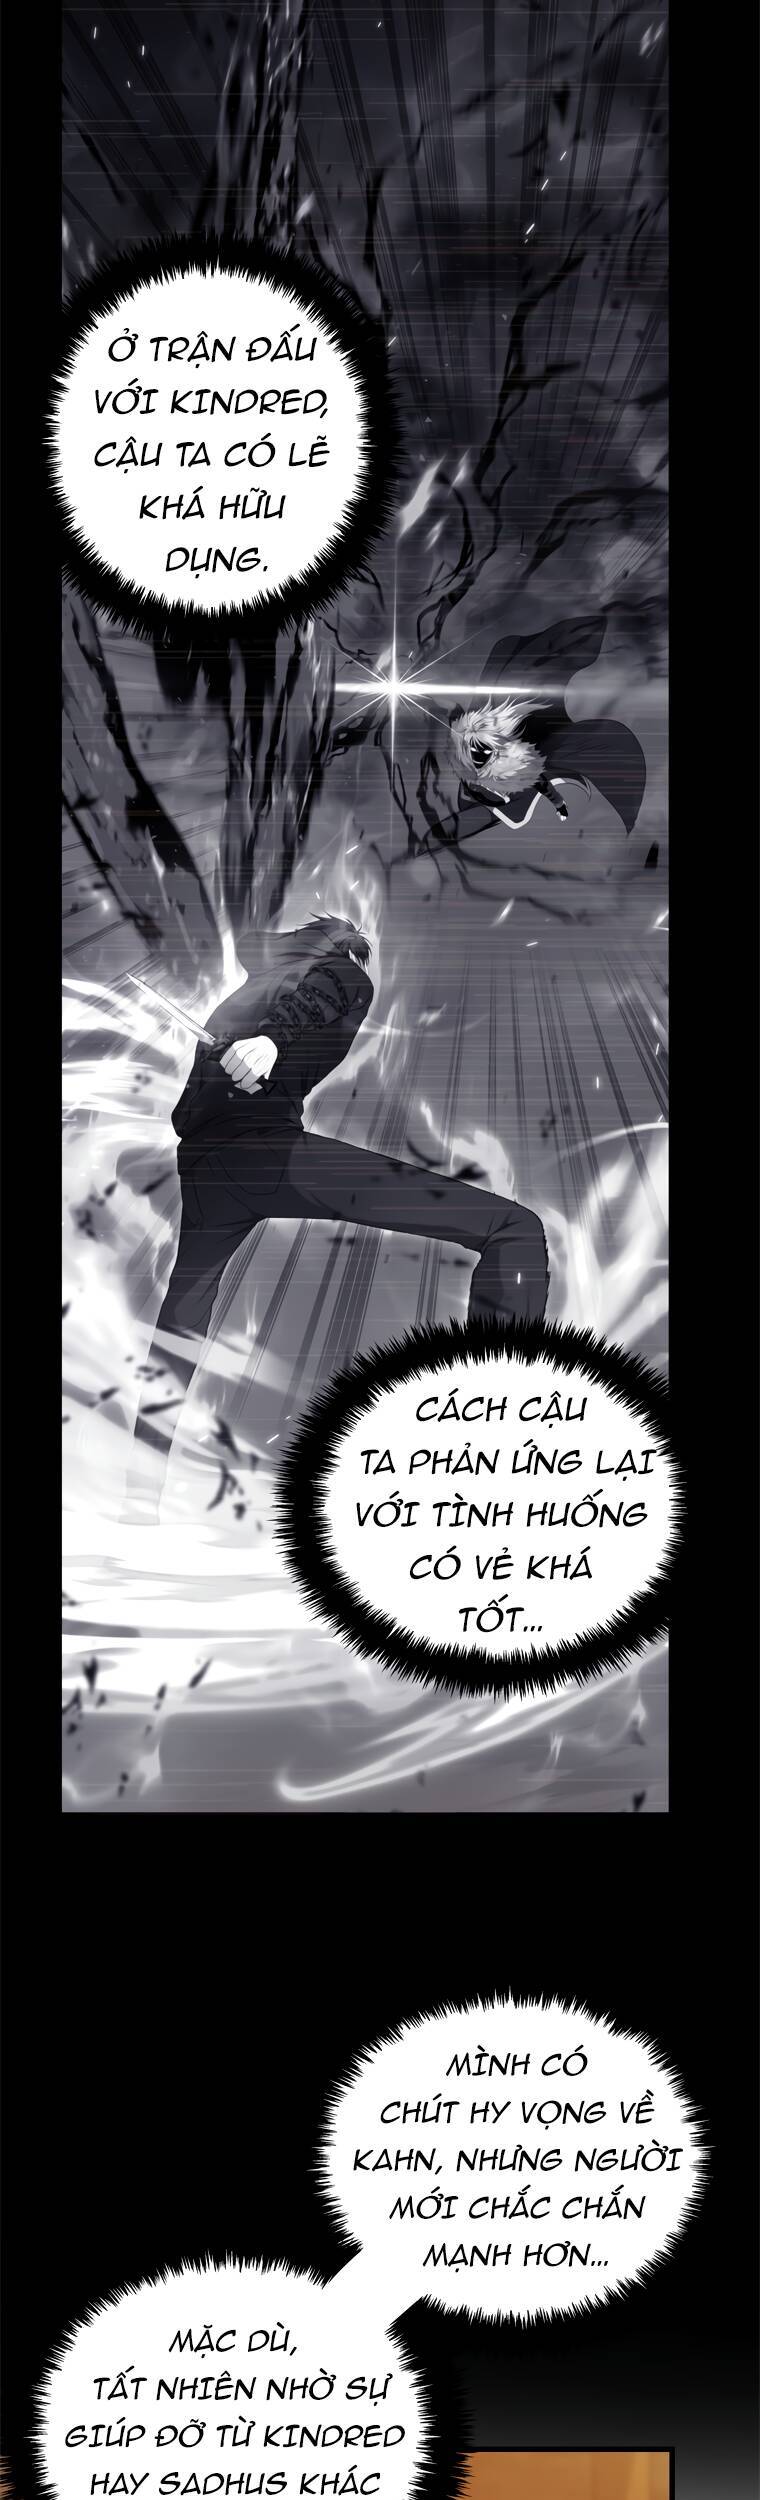 Ở TRẬN ĐẤU
VỚI KINDRED,
CẬU TA CÓ LẼ
KHÁ HỮU
DỤNG.
CÁCH CẬU
TA PHẢN ỨNG LẠI
VỚI TÌNH HUỐNG
CÓ VẺ KHÁ
TỐT...
MÌNH CÓ
CHÚT HY VỌNG VỀ
KAHN, NHƯNG NGƯỜI
MỚI CHẮC CHẮN
MẠNH HƠN...
MẶC DÙ,
TẤT NHIÊN NHỜ SỰ
GIÚP ĐỠ TỪ KINDRED
HAY SADHUS KHÁC